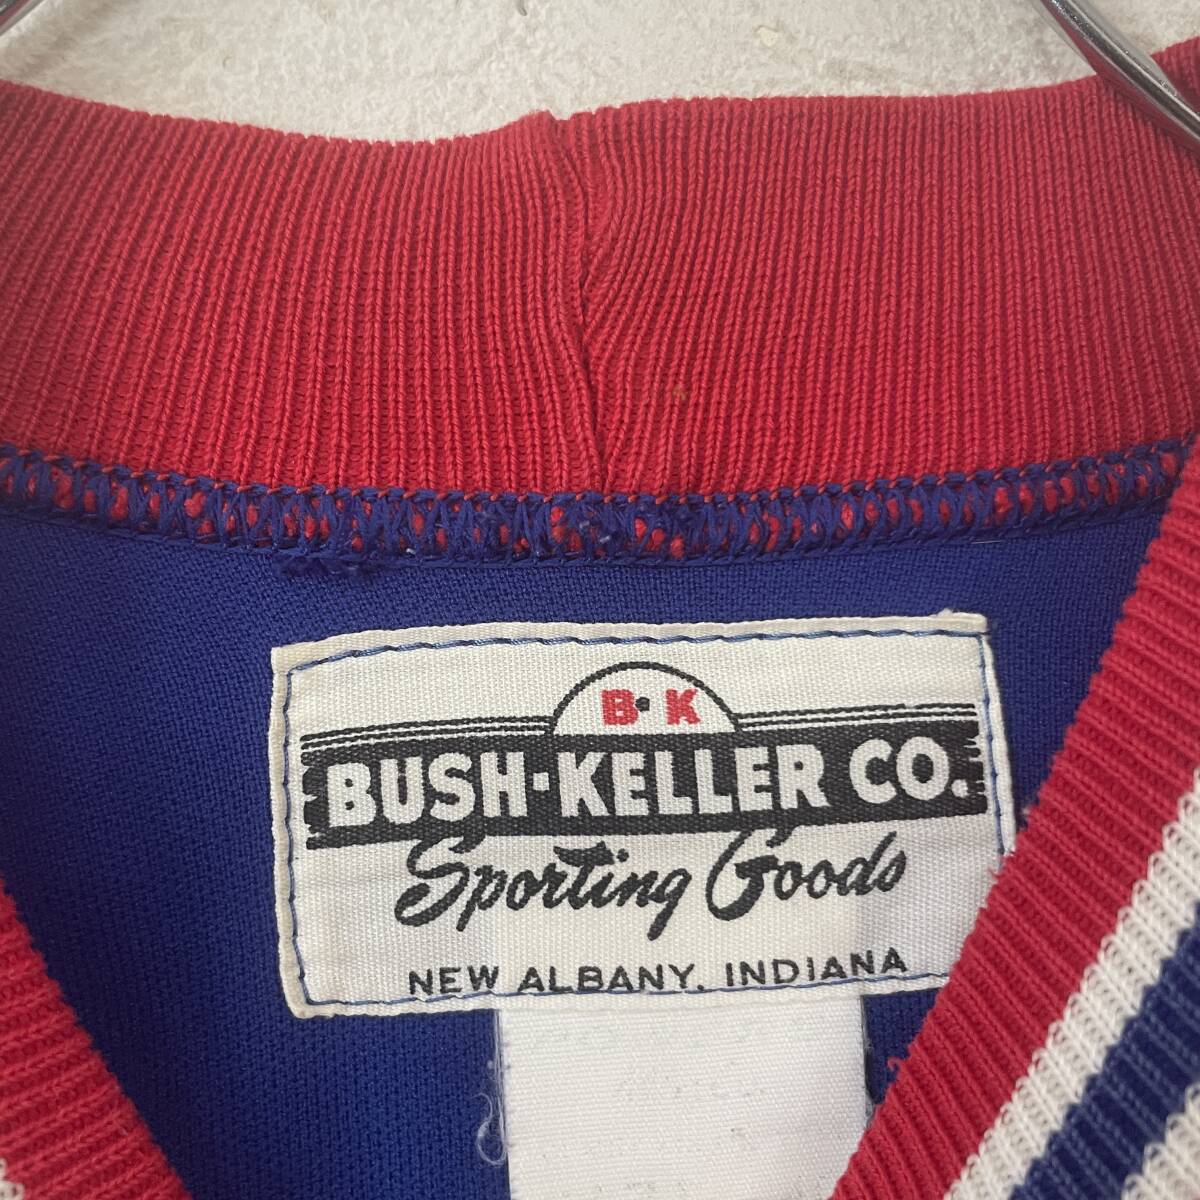 B·K
BUSH-KELLER CO.
Sporting Goods
NEW ALBANY, INDIANA